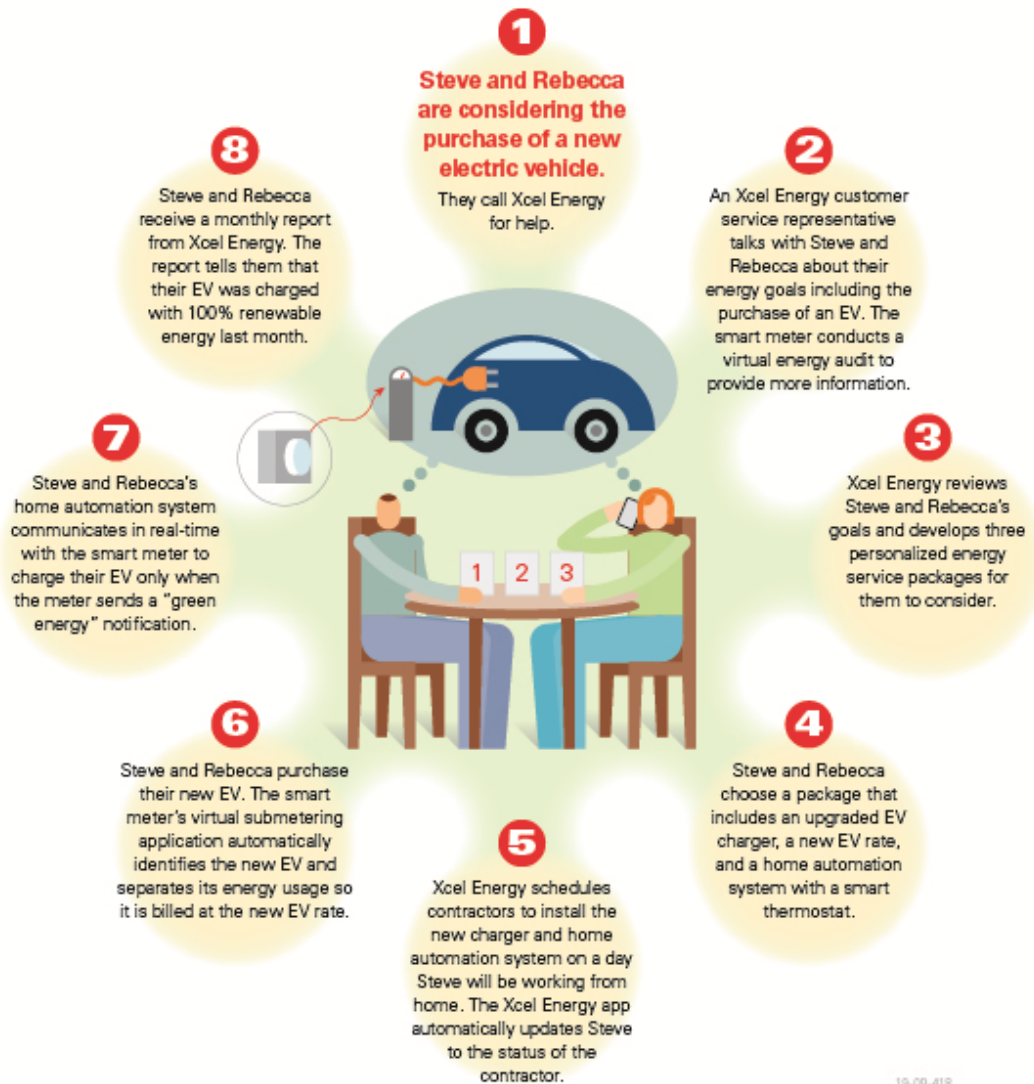 1
Steve and Rebecca
are considering the
purchase of a new
electric vehicle.
They call Xcel Energy
for help.
2
An Xcel Energy customer
service representative
talks with Steve and
Rebecca about their
energy goals including the
purchase of an EV. The
smart meter conducts a
virtual energy audit to
provide more information.
3
Xcel Energy reviews
Steve and Rebecca's
goals and develops three
personalized energy
service packages for
them to consider.
4
Steve and Rebecca
choose a package that
includes an upgraded EV
charger, a new EV rate,
and a home automation
system with a smart
thermostat.
5
Xcel Energy schedules
contractors to install the
new charger and home
automation system on a day
Steve will be working from
home. The Xcel Energy app
automatically updates Steve
to the status of the
contractor.
6
Steve and Rebecca purchase
their new EV. The smart
meter's virtual submetering
application automatically
identifies the new EV and
separates its energy usage so
it is billed at the new EV rate.
7
Steve and Rebecca's
home automation system
communicates in real-time
with the smart meter to
charge their EV only when
the meter sends a "green
energy" notification.
8
Steve and Rebecca
receive a monthly report
from Xcel Energy. The
report tells them that
their EV was charged
with 100% renewable
energy last month.
1 2 3
19-09-418